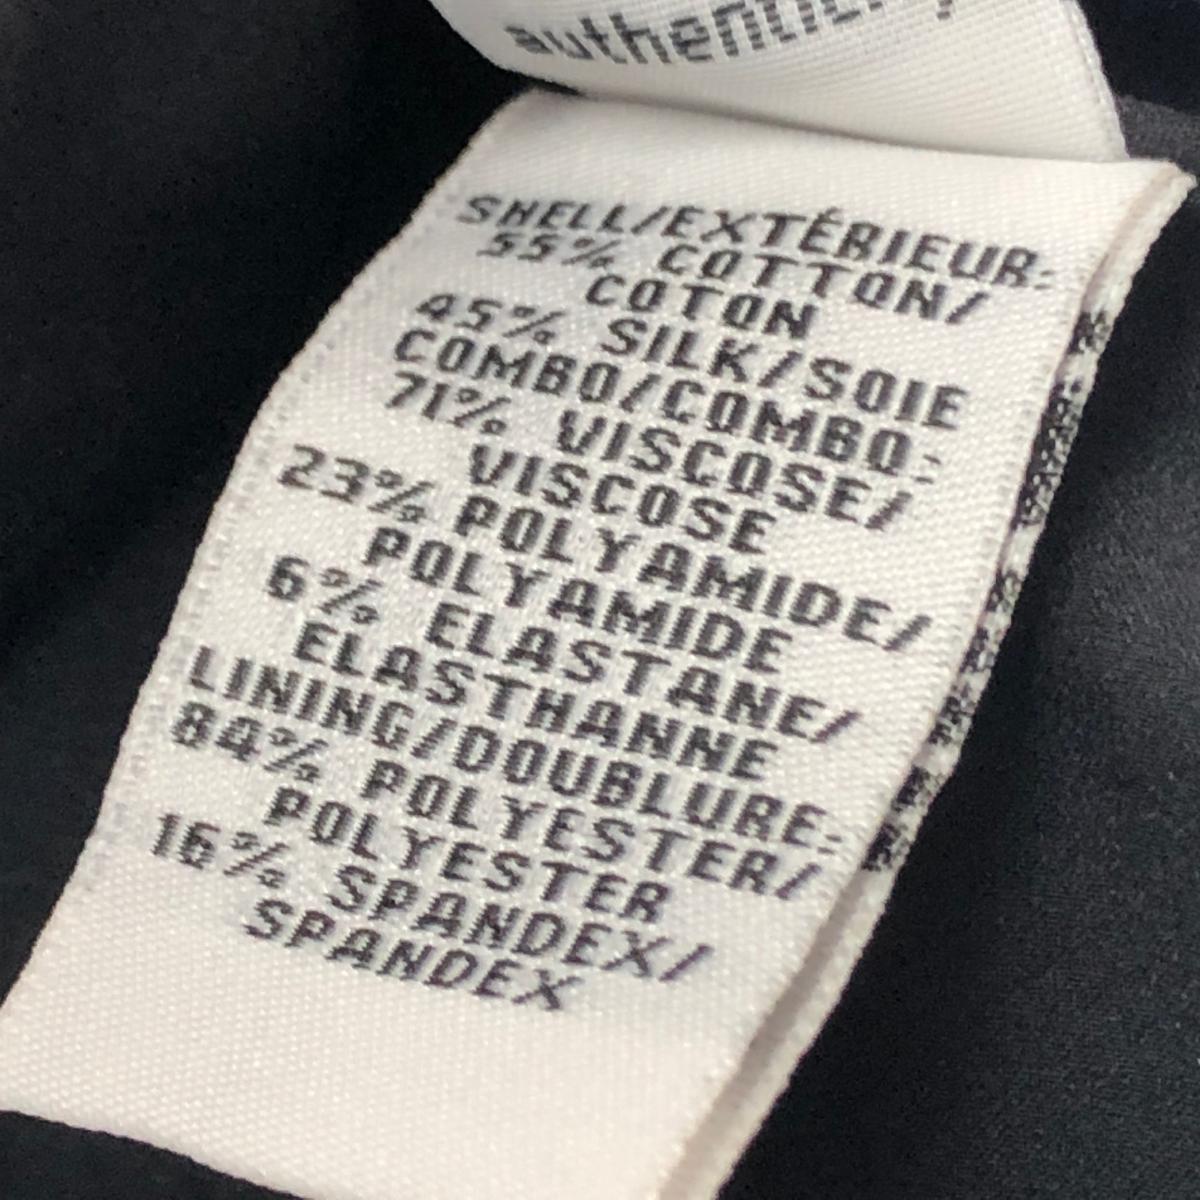 SHELL/EXTÉRIEUR:
55% COTTON/
COTON
45% SILK/SOIE
COMBO/COMBO:
71% VISCOSE/
VISCOSE
23% POLYAMIDE/
POLYAMIDE
6% ELASTANE/
ELASTHANNE
LINING/DOUBLURE:
84% POLYESTER/
POLYESTER
16% SPANDEX/
SPANDEX